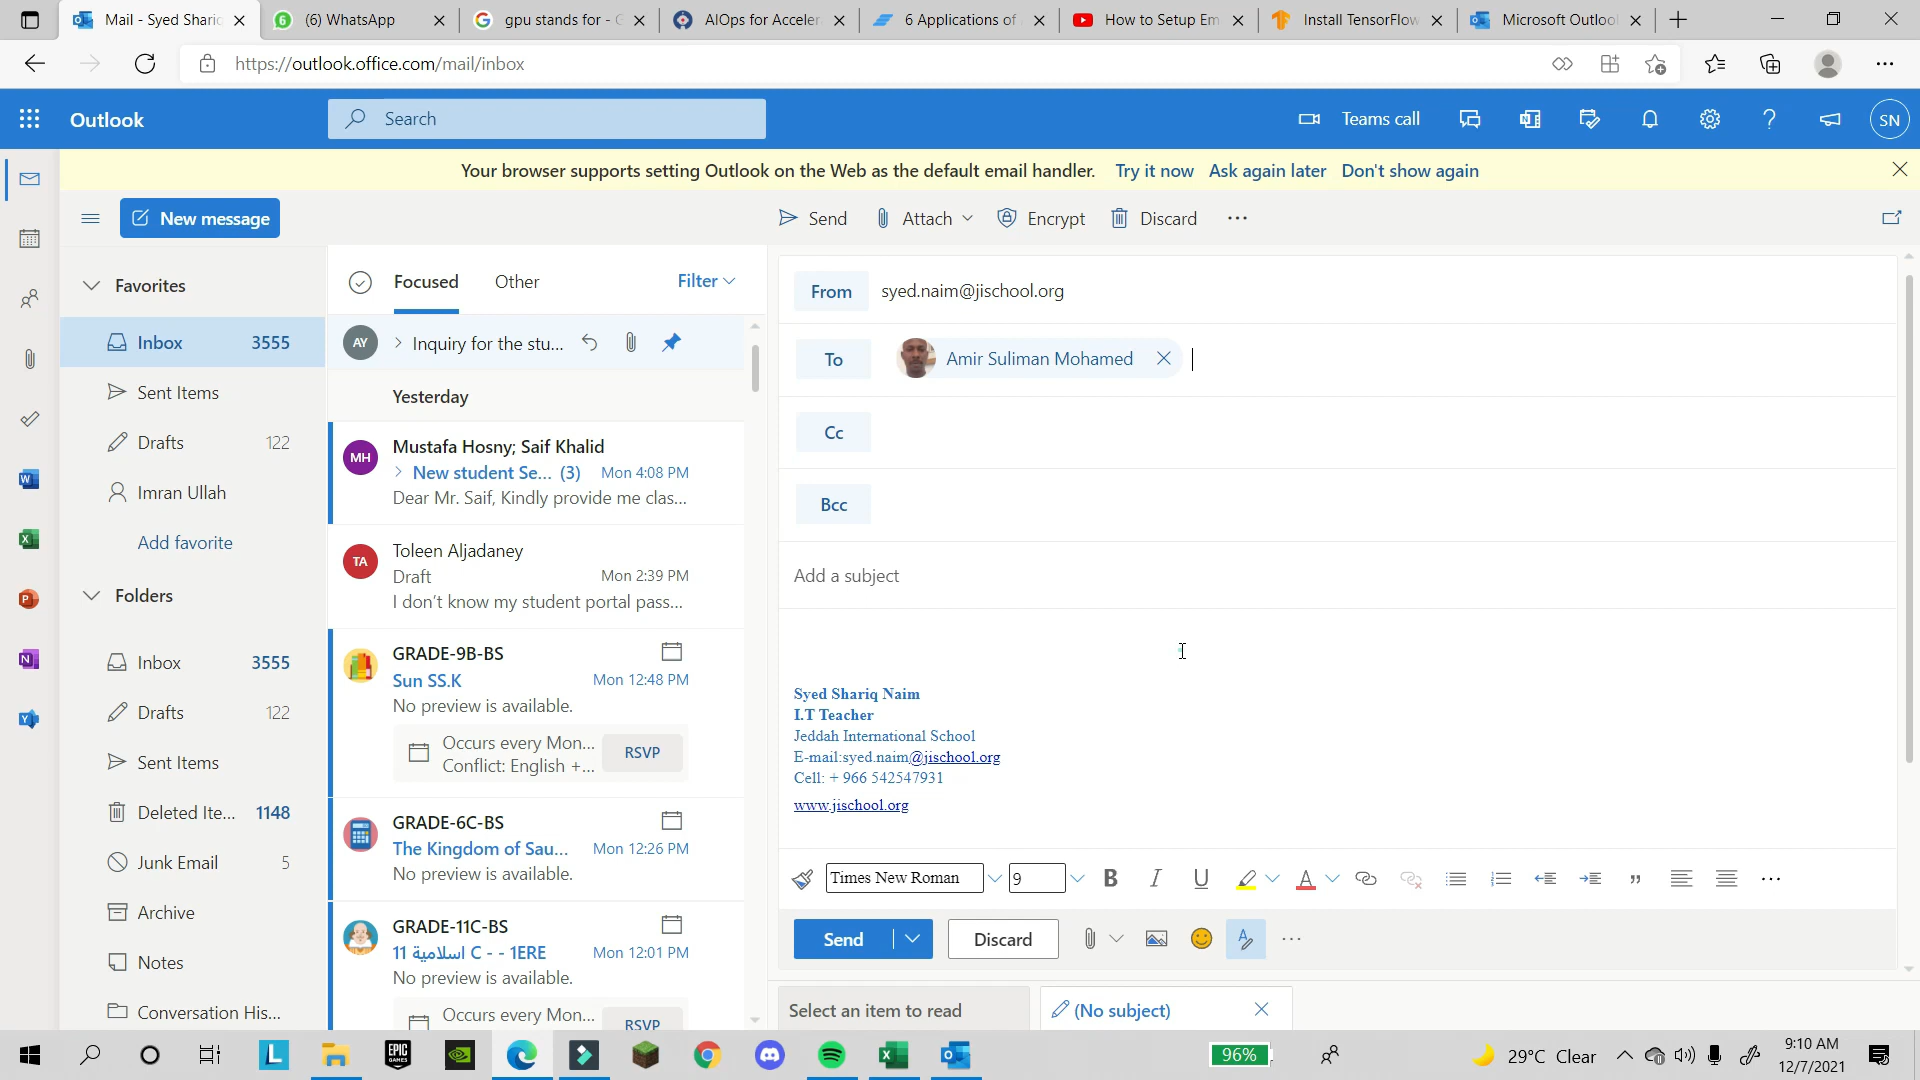 Mail - Syed Shariq
(6) WhatsApp
gpu stands for - G
AIOps for Acceler
6 Applications of
How to Setup Em
Install TensorFlow
Microsoft Outloo
https://outlook.office.com/mail/inbox
Outlook
Search
Teams call
SN
Your browser supports setting Outlook on the Web as the default email handler. Try it now Ask again later Don't show again
New message
Send
Attach
Encrypt
Discard
Favorites
Inbox 3555
Sent Items
Drafts 122
Imran Ullah
Add favorite
Folders
Inbox 3555
Drafts 122
Sent Items
Deleted Ite... 1148
Junk Email 5
Archive
Notes
Conversation His...
Focused
Other
Filter
AY
Inquiry for the stu...
Yesterday
MH
Mustafa Hosny; Saif Khalid
New student Se... (3) Mon 4:08 PM
Dear Mr. Saif, Kindly provide me clas...
TA
Toleen Aljadaney
Draft Mon 2:39 PM
I don't know my student portal pass...
GRADE-9B-BS
Sun SS.K Mon 12:48 PM
No preview is available.
Occurs every Mon...
Conflict: English +...
RSVP
GRADE-6C-BS
The Kingdom of Sau... Mon 12:26 PM
No preview is available.
GRADE-11C-BS
11 اسلامية C - - 1ERE Mon 12:01 PM
No preview is available.
Occurs every Mon...
RSVP
From syed.naim@jischool.org
To Amir Suliman Mohamed
Cc
Bcc
Add a subject
Syed Shariq Naim
I.T Teacher
Jeddah International School
E-mail:syed.naim@jischool.org
Cell: + 966 542547931
www.jischool.org
Times New Roman
9
B I U A
Send
Discard
Select an item to read
(No subject)
L
EPIC GAMES
96%
29°C Clear
9:10 AM
12/7/2021